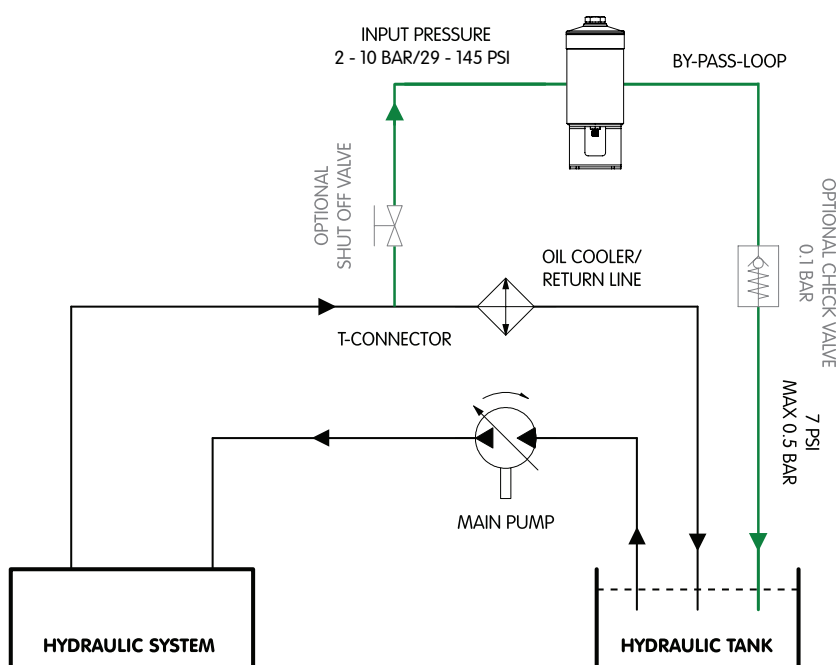 INPUT PRESSURE
2 - 10 BAR/29 - 145 PSI
BY-PASS-LOOP
OPTIONAL
SHUT OFF VALVE
OIL COOLER/
RETURN LINE
OPTIONAL CHECK VALVE
0.1 BAR
T-CONNECTOR
7 PSI
MAX 0.5 BAR
MAIN PUMP
HYDRAULIC SYSTEM
HYDRAULIC TANK